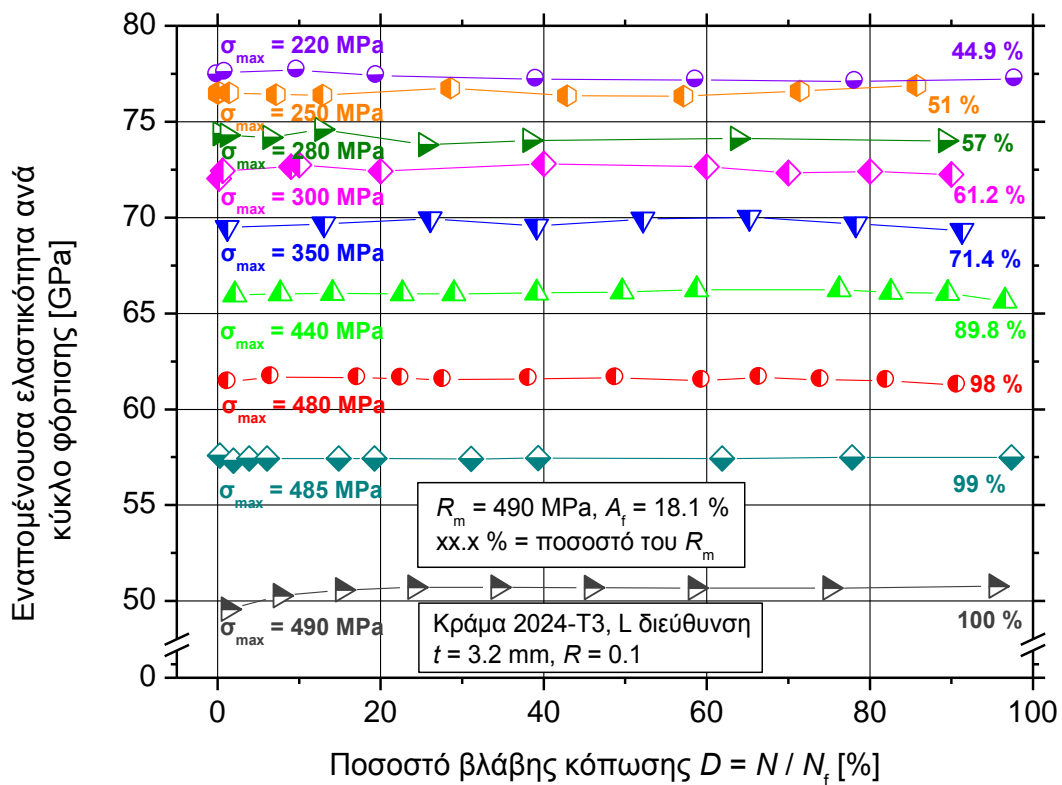 Εναπομένουσα ελαστικότητα ανά
κύκλο φόρτισης [GPa]
80
75
70
65
60
55
50
0
σmax = 220 MPa
44.9 %
σmax = 250 MPa
51 %
σmax = 280 MPa
57 %
σmax = 300 MPa
61.2 %
σmax = 350 MPa
71.4 %
σmax = 440 MPa
89.8 %
σmax = 480 MPa
98 %
σmax = 485 MPa
99 %
Rm = 490 MPa, Af = 18.1 %
xx.x % = ποσοστό του Rm
σmax = 490 MPa
100 %
Κράμα 2024-T3, L διεύθυνση
t = 3.2 mm, R = 0.1
0 20 40 60 80 100
Ποσοστό βλάβης κόπωσης D = N / Nf [%]